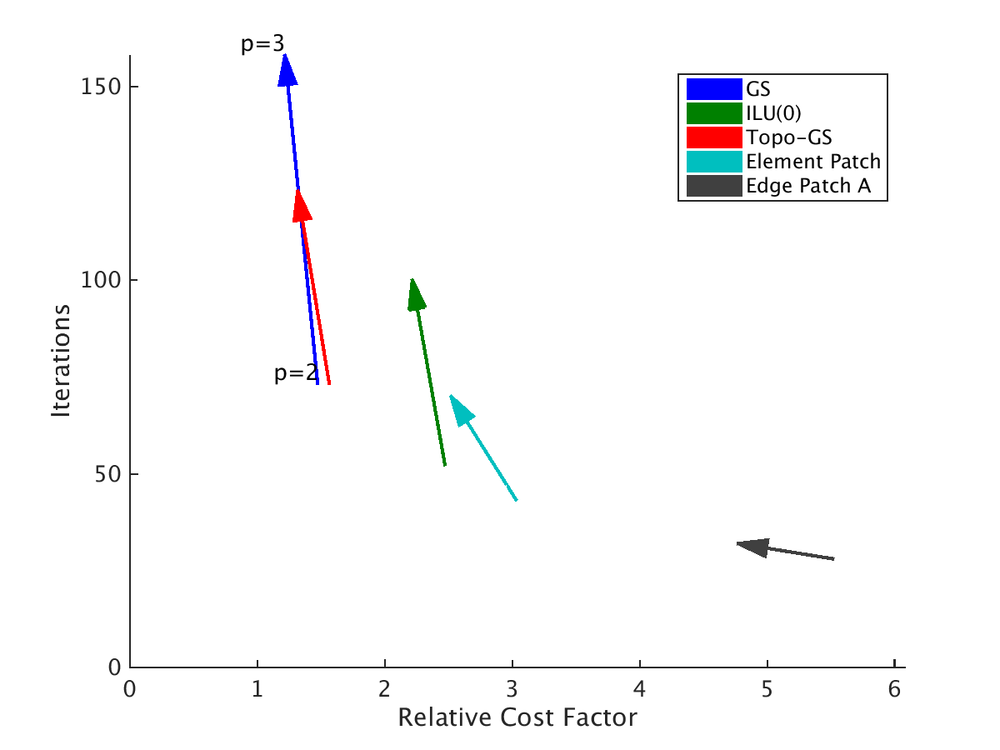 p=3
150
100
50
0
p=2
Iterations
0 1 2 3 4 5 6
Relative Cost Factor
GS
ILU(0)
Topo-GS
Element Patch
Edge Patch A